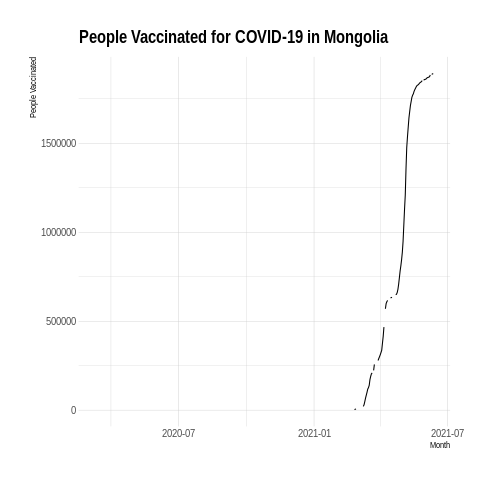 People Vaccinated for COVID-19 in Mongolia
People Vaccinated
1500000
1000000
500000
0
2020-07
2021-01
2021-07
Month